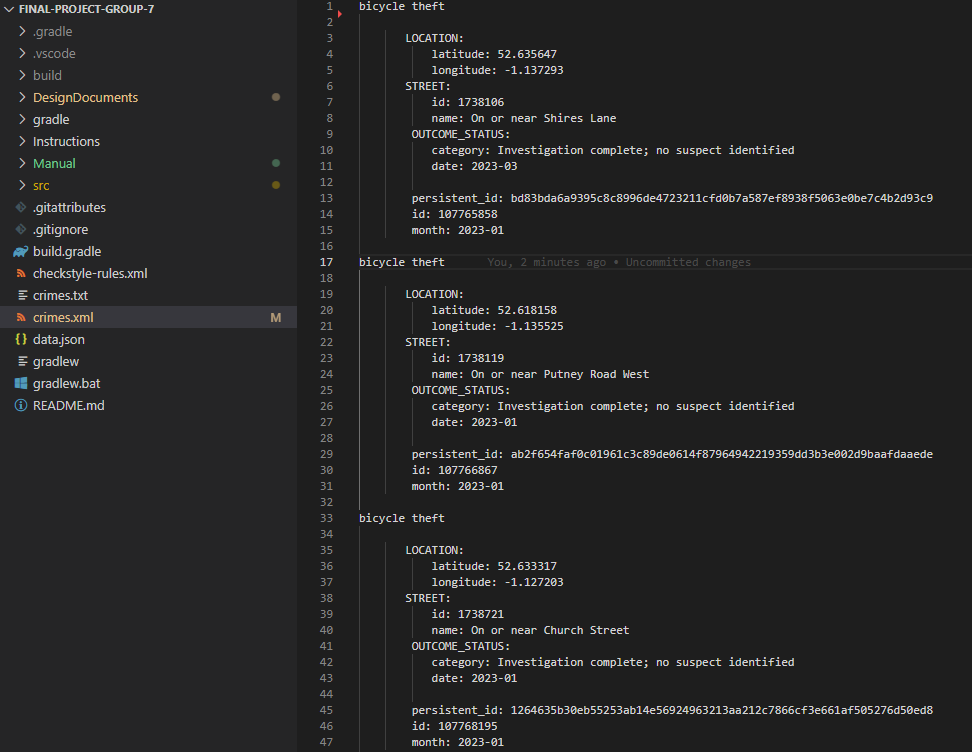 FINAL-PROJECT-GROUP-7
.gradle
.vscode
build
DesignDocuments
gradle
Instructions
Manual
src
.gitattributes
.gitignore
build.gradle
checkstyle-rules.xml
crimes.txt
crimes.xml M
data.json
gradlew
gradlew.bat
README.md
1 bicycle theft
2
3 LOCATION:
4 latitude: 52.635647
5 longitude: -1.137293
6 STREET:
7 id: 1738106
8 name: On or near Shires Lane
9 OUTCOME_STATUS:
10 category: Investigation complete; no suspect identified
11 date: 2023-03
12
13 persistent_id: bd83bda6a9395c8c8996de4723211cfd0b7a587ef8938f5063e0be7c4b2d93c9
14 id: 107765858
15 month: 2023-01
16
17 bicycle theft You, 2 minutes ago • Uncommitted changes
18
19 LOCATION:
20 latitude: 52.618158
21 longitude: -1.135525
22 STREET:
23 id: 1738119
24 name: On or near Putney Road West
25 OUTCOME_STATUS:
26 category: Investigation complete; no suspect identified
27 date: 2023-01
28
29 persistent_id: ab2f654faf0c01961c3c89de0614f87964942219359dd3b3e002d9baafdaaede
30 id: 107766867
31 month: 2023-01
32
33 bicycle theft
34
35 LOCATION:
36 latitude: 52.633317
37 longitude: -1.127203
38 STREET:
39 id: 1738721
40 name: On or near Church Street
41 OUTCOME_STATUS:
42 category: Investigation complete; no suspect identified
43 date: 2023-01
44
45 persistent_id: 1264635b30eb55253ab14e56924963213aa212c7866cf3e661af505276d50ed8
46 id: 107768195
47 month: 2023-01